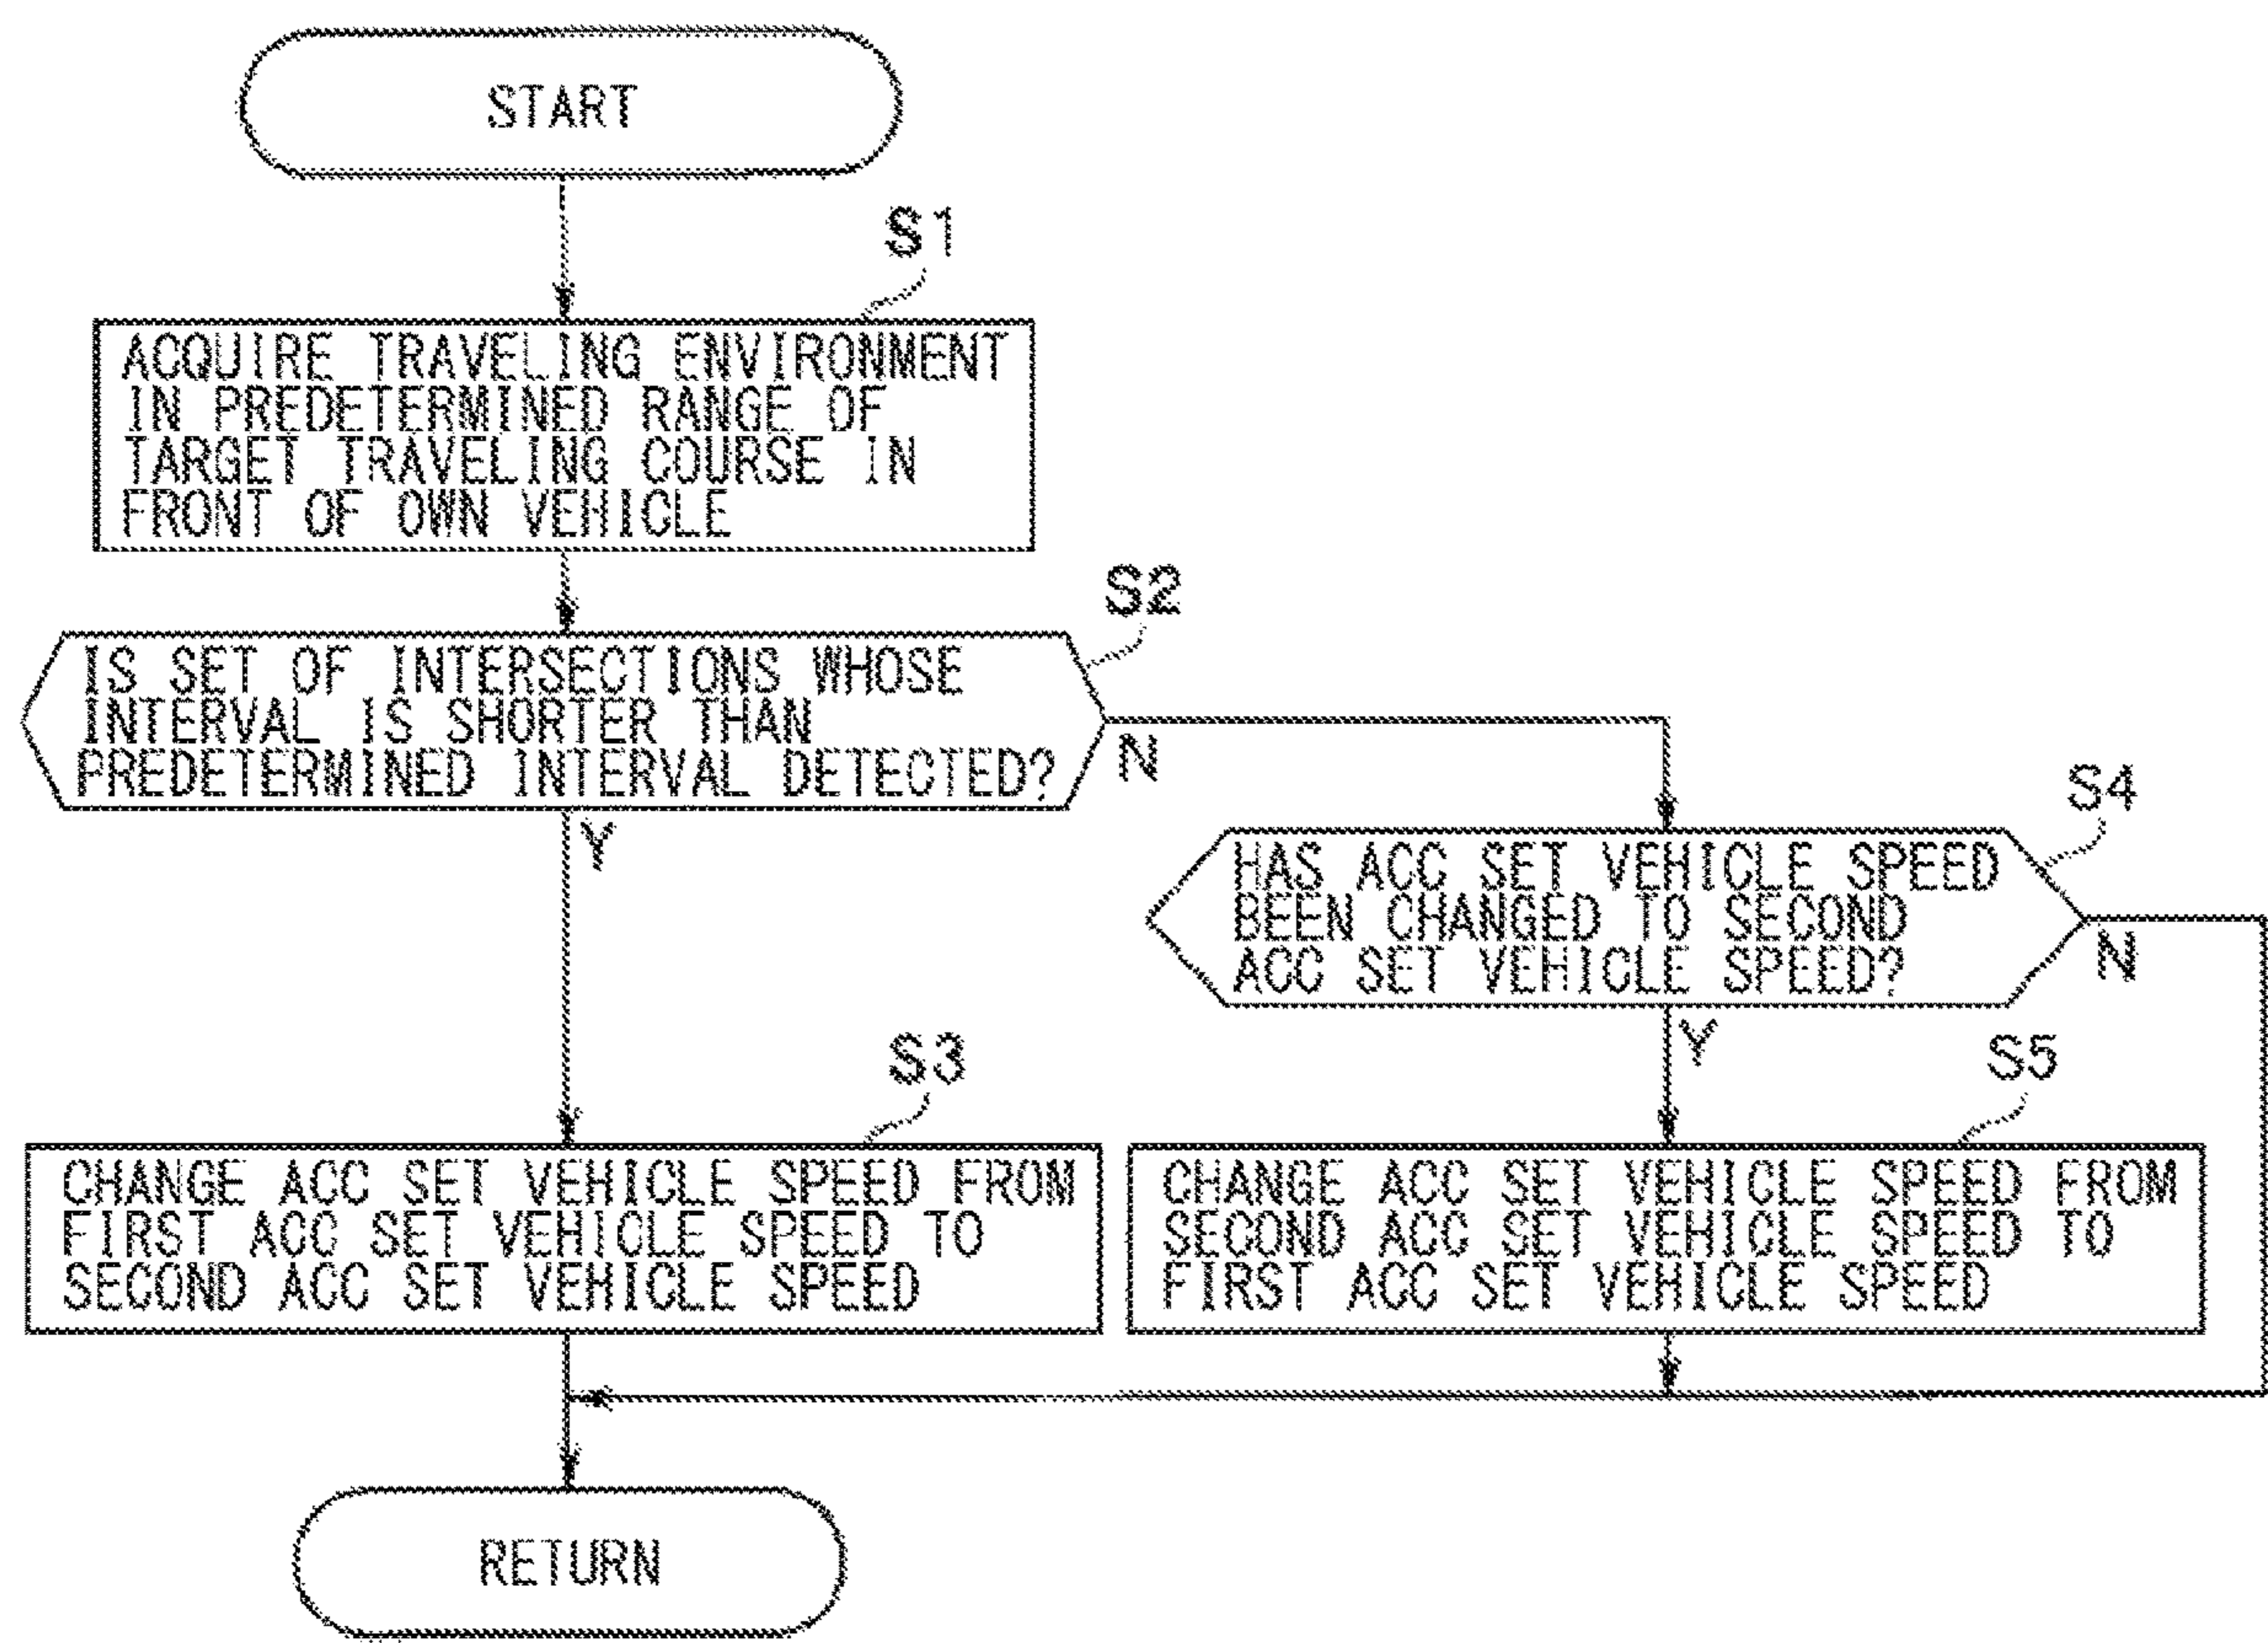 START
S1
ACQUIRE TRAVELING ENVIRONMENT
IN PREDETERMINED RANGE OF
TARGET TRAVELING COURSE IN
FRONT OF OWN VEHICLE
S2
IS SET OF INTERSECTIONS WHOSE
INTERVAL IS SHORTER THAN
PREDETERMINED INTERVAL DETECTED?
N
Y
S4
HAS ACC SET VEHICLE SPEED
BEEN CHANGED TO SECOND
ACC SET VEHICLE SPEED?
N
Y
S3
CHANGE ACC SET VEHICLE SPEED FROM
FIRST ACC SET VEHICLE SPEED TO
SECOND ACC SET VEHICLE SPEED
S5
CHANGE ACC SET VEHICLE SPEED FROM
SECOND ACC SET VEHICLE SPEED TO
FIRST ACC SET VEHICLE SPEED
RETURN